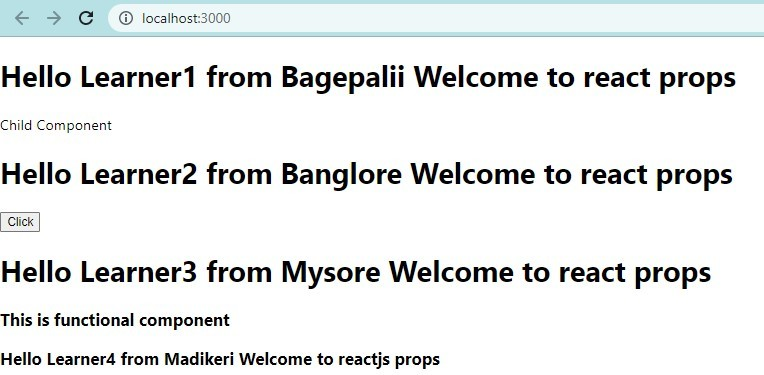 localhost:3000
Hello Learner1 from Bagepalii Welcome to react props
Child Component
Hello Learner2 from Banglore Welcome to react props
Click
Hello Learner3 from Mysore Welcome to react props
This is functional component
Hello Learner4 from Madikeri Welcome to reactjs props